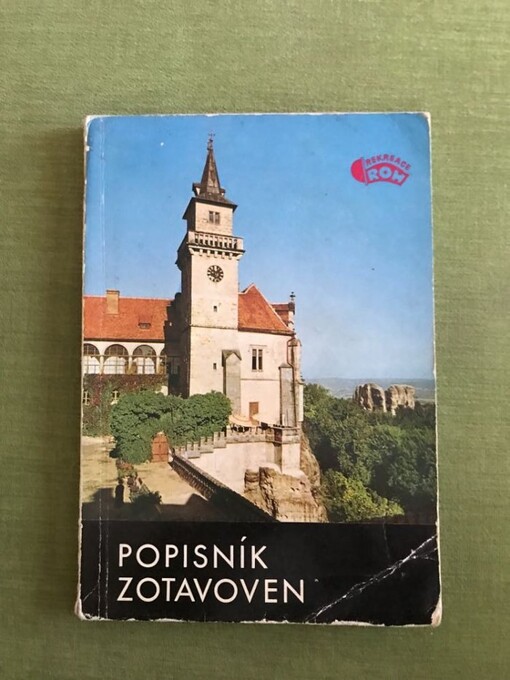 REKREACE
ROH
POPISNÍK
ZOTAVOVEN